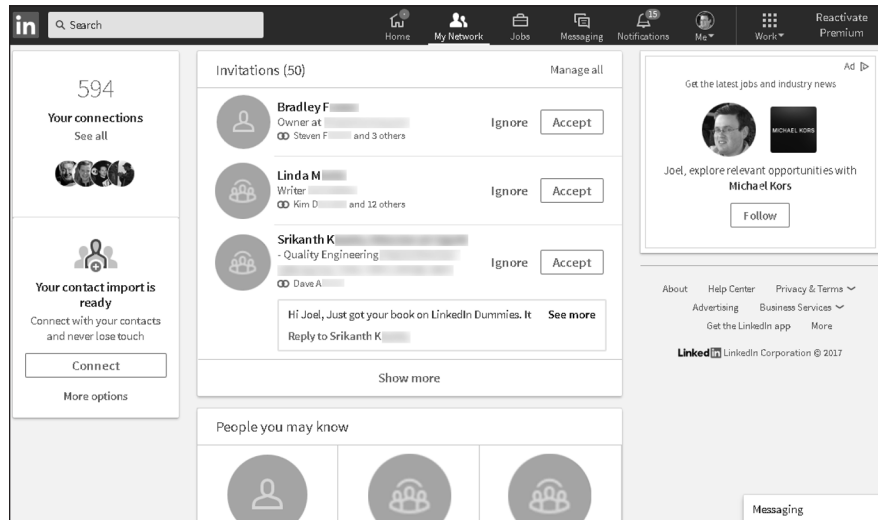 in
Search
Home
My Network
Jobs
Messaging
15
Notifications
Me
Work
Reactivate
Premium
594
Your connections
See all
Your contact import is
ready
Connect with your contacts
and never lose touch
Connect
More options
Invitations (50)
Manage all
Bradley F
Owner at
Steven F and 3 others
Ignore
Accept
Linda M
Writer
Kim D and 12 others
Ignore
Accept
Srikanth K
- Quality Engineering
Dave A
Ignore
Accept
Hi Joel, Just got your book on LinkedIn Dummies. It See more
Reply to Srikanth K
Show more
People you may know
Ad
Get the latest jobs and industry news
MICHAEL KORS
Joel, explore relevant opportunities with
Michael Kors
Follow
About Help Center Privacy & Terms
Advertising Business Services
Get the LinkedIn app More
Linked in LinkedIn Corporation © 2017
Messaging